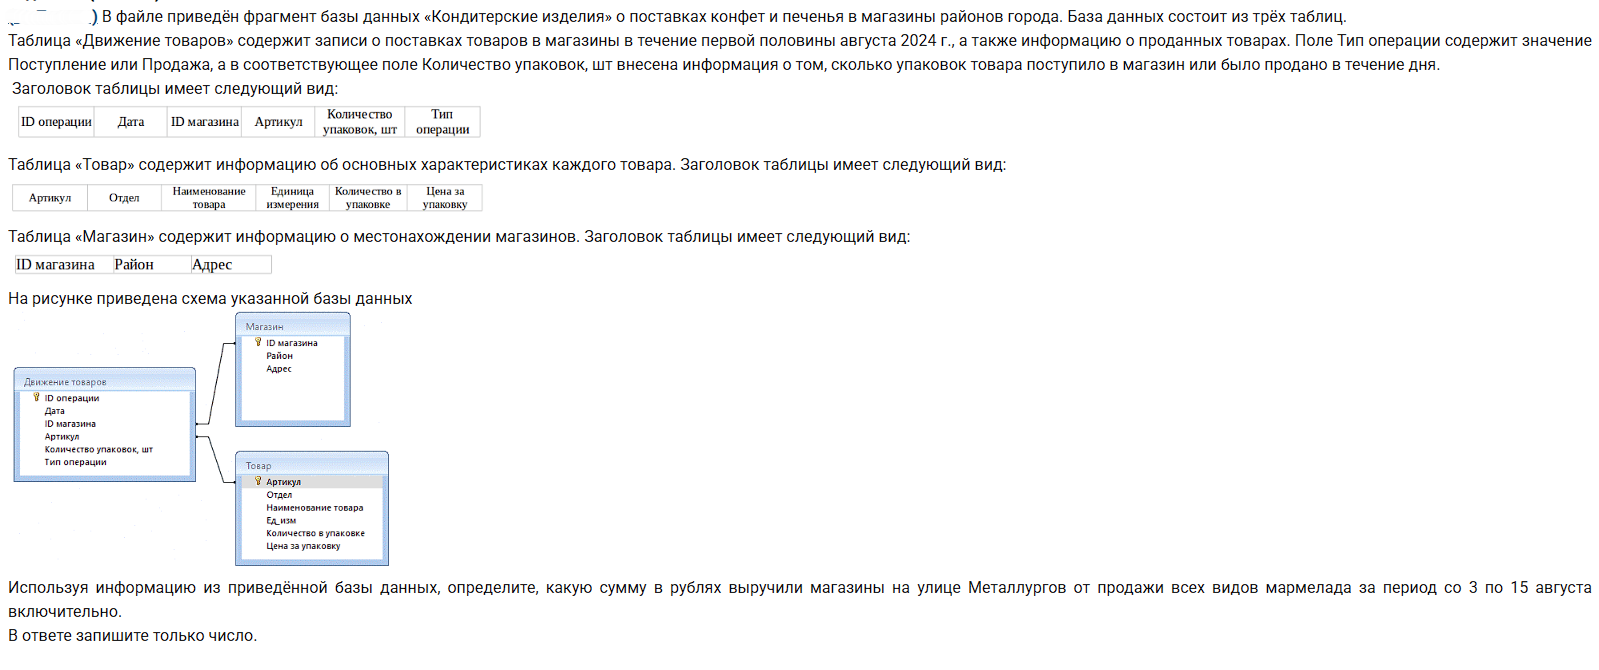 ) В файле приведён фрагмент базы данных «Кондитерские изделия» о поставках конфет и печенья в магазины районов города. База данных состоит из трёх таблиц.
Таблица «Движение товаров» содержит записи о поставках товаров в магазины в течение первой половины августа 2024 г., а также информацию о проданных товарах. Поле Тип операции содержит значение
Поступление или Продажа, а в соответствующее поле Количество упаковок, шт внесена информация о том, сколько упаковок товара поступило в магазин или было продано в течение дня.
Заголовок таблицы имеет следующий вид:
ID операции Дата ID магазина Артикул Количество упаковок, шт Тип операции
Таблица «Товар» содержит информацию об основных характеристиках каждого товара. Заголовок таблицы имеет следующий вид:
Артикул Отдел Наименование товара Единица измерения Количество в упаковке Цена за упаковку
Таблица «Магазин» содержит информацию о местонахождении магазинов. Заголовок таблицы имеет следующий вид:
ID магазина Район Адрес
На рисунке приведена схема указанной базы данных
Магазин
ID магазина
Район
Адрес
Движение товаров
ID операции
Дата
ID магазина
Артикул
Количество упаковок, шт
Тип операции
Товар
Артикул
Отдел
Наименование товара
Ед_изм
Количество в упаковке
Цена за упаковку
Используя информацию из приведённой базы данных, определите, какую сумму в рублях выручили магазины на улице Металлургов от продажи всех видов мармелада за период со 3 по 15 августа
включительно.
В ответе запишите только число.